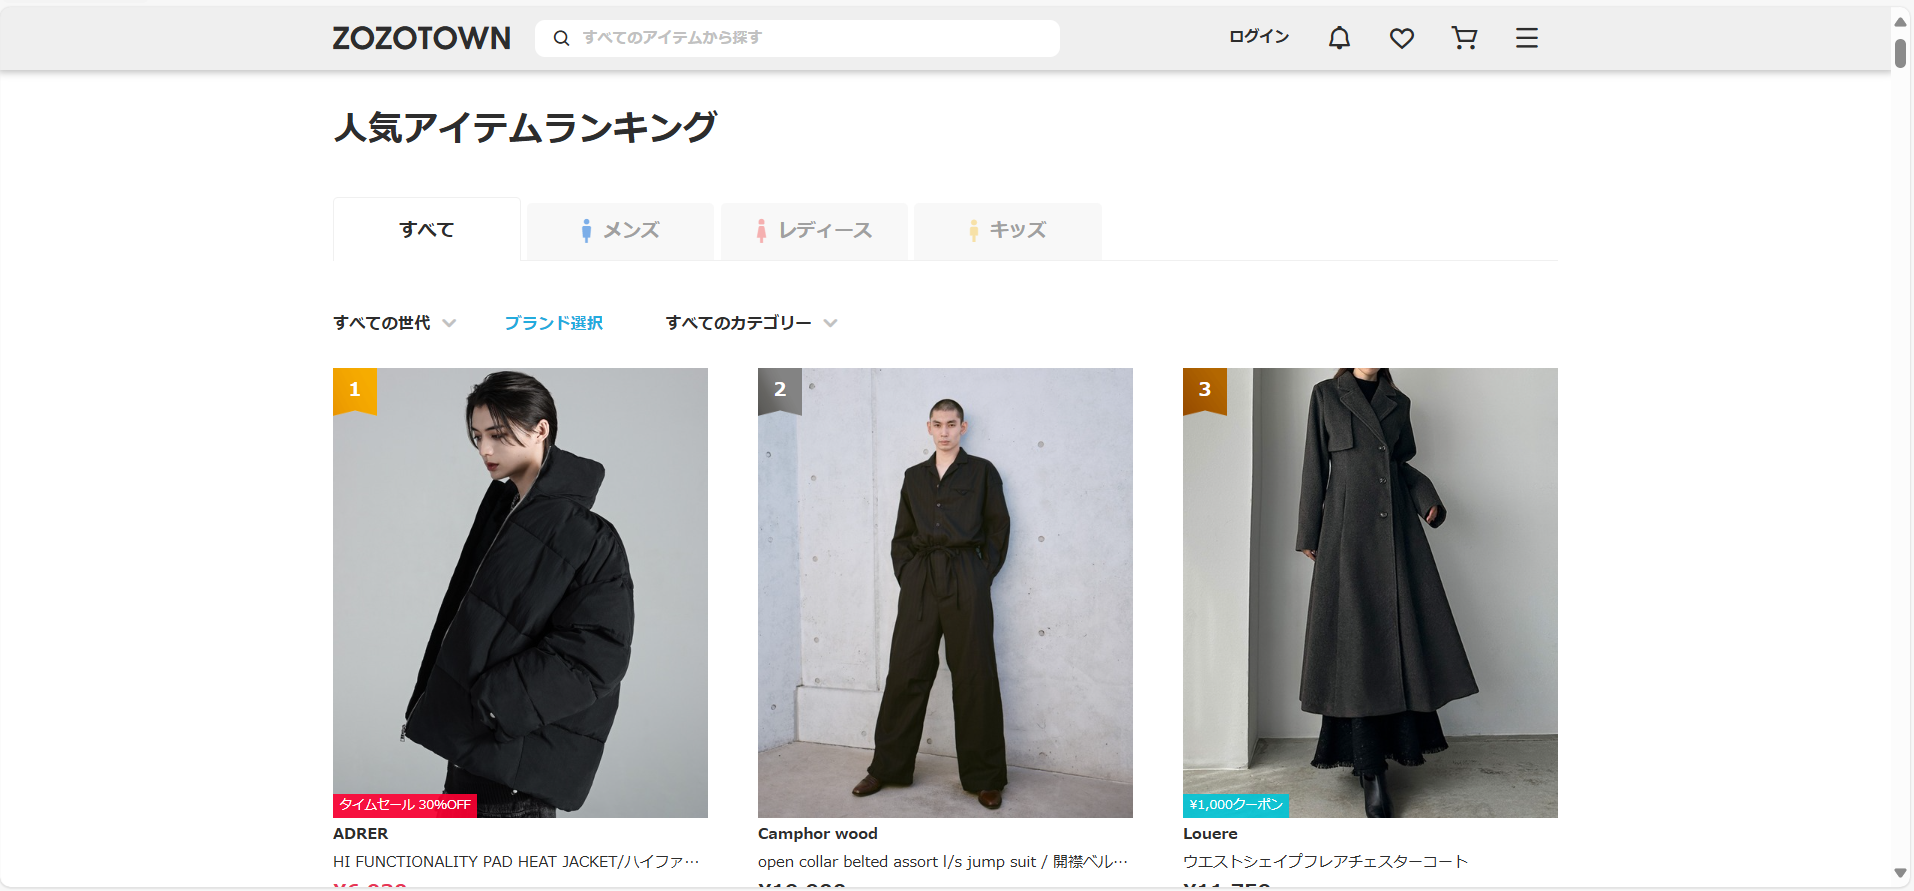 ZOZOTOWN
すべてのアイテムから探す
ログイン
人気アイテムランキング
すべて
メンズ
レディース
キッズ
すべての世代
ブランド選択
すべてのカテゴリー
1
2
3
タイムセール 30%OFF
¥1,000クーポン
ADRER
Camphor wood
Louere
HI FUNCTIONALITY PAD HEAT JACKET/ハイファ…
open collar belted assort l/s jump suit / 開襟ベル…
ウエストシェイプフレアチェスターコート